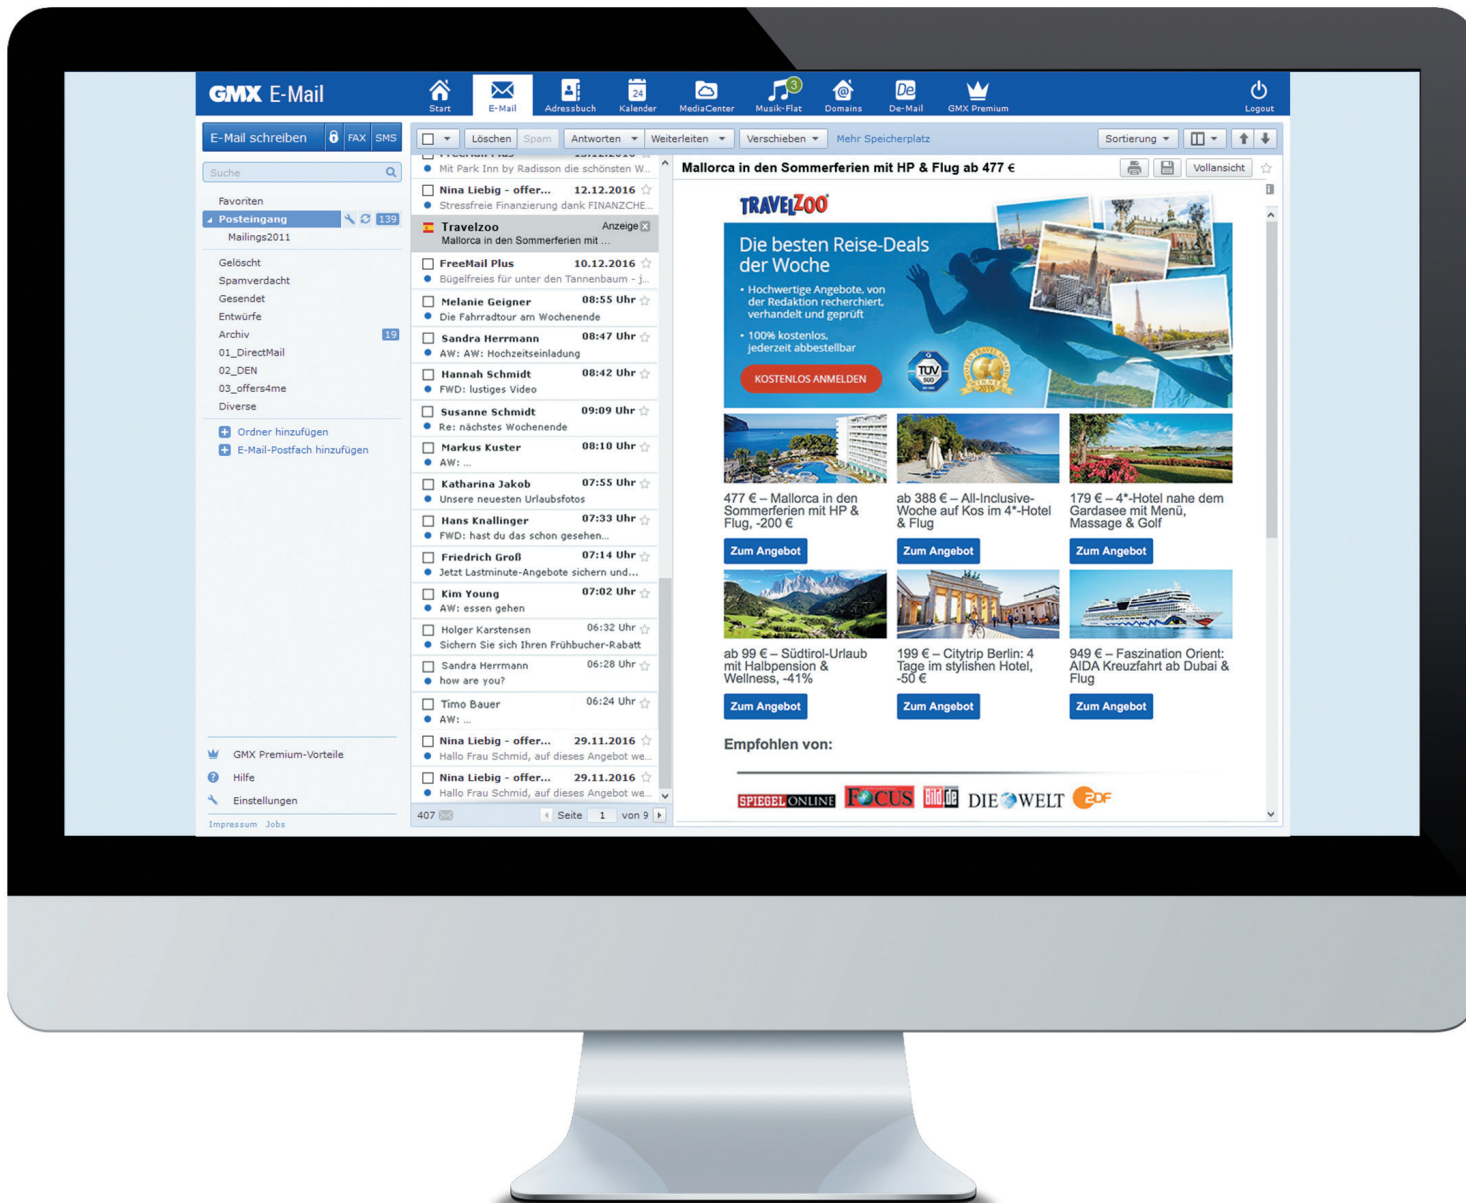 GMX E-Mail
Start
E-Mail
Adressbuch
24
Kalender
MediaCenter
3
Musik-Flat
@
Domains
De
De-Mail
GMX Premium
Logout
E-Mail schreiben
FAX
SMS
Suche
Favoriten
Posteingang 139
Mailings2011
Gelöscht
Spamverdacht
Gesendet
Entwürfe
Archiv 19
01_DirectMail
02_DEN
03_offers4me
Diverse
Ordner hinzufügen
E-Mail-Postfach hinzufügen
GMX Premium-Vorteile
Hilfe
Einstellungen
Impressum Jobs
Löschen Spam Antworten Weiterleiten Verschieben Mehr Speicherplatz Sortierung
FreeMail Plus 13.12.2016
Mit Park Inn by Radisson die schönsten W...
Nina Liebig - offer... 12.12.2016
Stressfreie Finanzierung dank FINANZCHE...
Travelzoo Anzeige
Mallorca in den Sommerferien mit ...
FreeMail Plus 10.12.2016
Bügelfreies für unter den Tannenbaum - j...
Melanie Geigner 08:55 Uhr
Die Fahrradtour am Wochenende
Sandra Herrmann 08:47 Uhr
AW: AW: Hochzeitseinladung
Hannah Schmidt 08:42 Uhr
FWD: lustiges Video
Susanne Schmidt 09:09 Uhr
Re: nächstes Wochenende
Markus Kuster 08:10 Uhr
AW: ...
Katharina Jakob 07:55 Uhr
Unsere neuesten Urlaubsfotos
Hans Knallinger 07:33 Uhr
FWD: hast du das schon gesehen...
Friedrich Groß 07:14 Uhr
Jetzt Lastminute-Angebote sichern und...
Kim Young 07:02 Uhr
AW: essen gehen
Holger Karstensen 06:32 Uhr
Sichern Sie sich Ihren Frühbucher-Rabatt
Sandra Herrmann 06:28 Uhr
how are you?
Timo Bauer 06:24 Uhr
AW: ...
Nina Liebig - offer... 29.11.2016
Hallo Frau Schmid, auf dieses Angebot we...
Nina Liebig - offer... 29.11.2016
Hallo Frau Schmid, auf dieses Angebot we...
407 Seite 1 von 9
Mallorca in den Sommerferien mit HP & Flug ab 477 €
Vollansicht
TRAVELZOO
Die besten Reise-Deals
der Woche
• Hochwertige Angebote, von
der Redaktion recherchiert,
verhandelt und geprüft
• 100% kostenlos,
jederzeit abbestellbar
KOSTENLOS ANMELDEN
TÜV
SÜD
WINNER
2016
477 € – Mallorca in den
Sommerferien mit HP &
Flug, -200 €
Zum Angebot
ab 388 € – All-Inclusive-
Woche auf Kos im 4*-Hotel
& Flug
Zum Angebot
179 € – 4*-Hotel nahe dem
Gardasee mit Menü,
Massage & Golf
Zum Angebot
ab 99 € – Südtirol-Urlaub
mit Halbpension &
Wellness, -41%
Zum Angebot
199 € – Citytrip Berlin: 4
Tage im stylishen Hotel,
-50 €
Zum Angebot
949 € – Faszination Orient:
AIDA Kreuzfahrt ab Dubai &
Flug
Zum Angebot
Empfohlen von:
SPIEGEL ONLINE
FOCUS
Bild.de
DIE WELT
ZDF